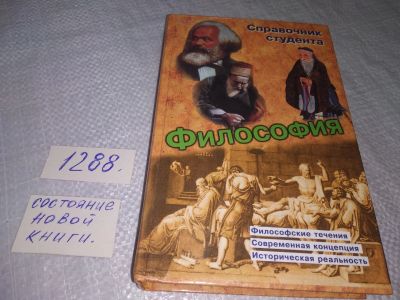 Справочник
студента
ФИЛОСОФИЯ
Философские течения
Современная концепция
Историческая реальность
1288.
состояние
новой
книги.